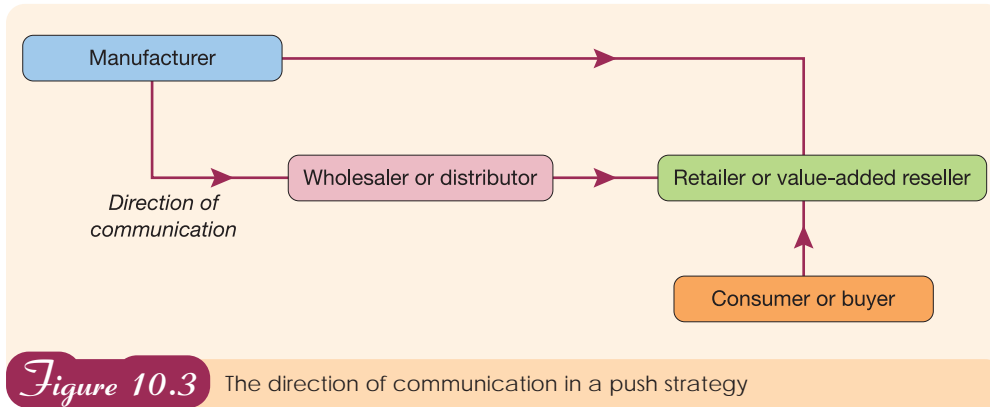 Manufacturer
Wholesaler or distributor
Retailer or value-added reseller
Direction of
communication
Consumer or buyer
Figure 10.3 The direction of communication in a push strategy